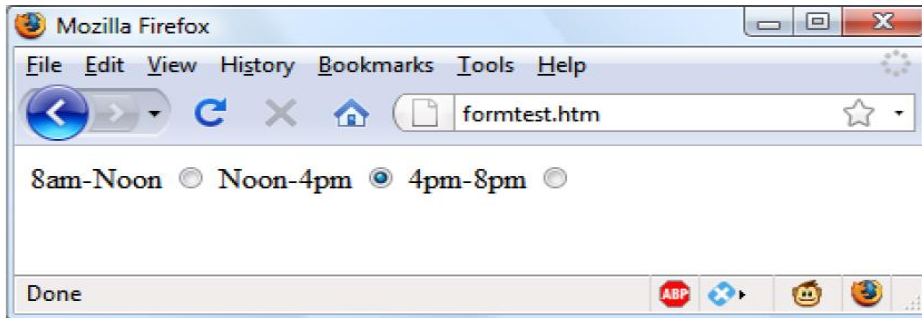 Mozilla Firefox
File Edit View History Bookmarks Tools Help
formtest.htm
8am-Noon Noon-4pm 4pm-8pm
Done ABP